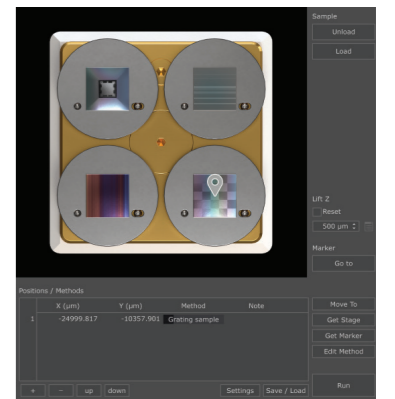 Sample
Unload
Load
Lift Z
Reset
500 µm
Marker
Go to
Positions / Methods
X (µm) Y (µm) Method Note
1 -24999.817 -10357.901 Grating sample
Move To
Get Stage
Get Marker
Edit Method
+ − up down Settings Save / Load Run